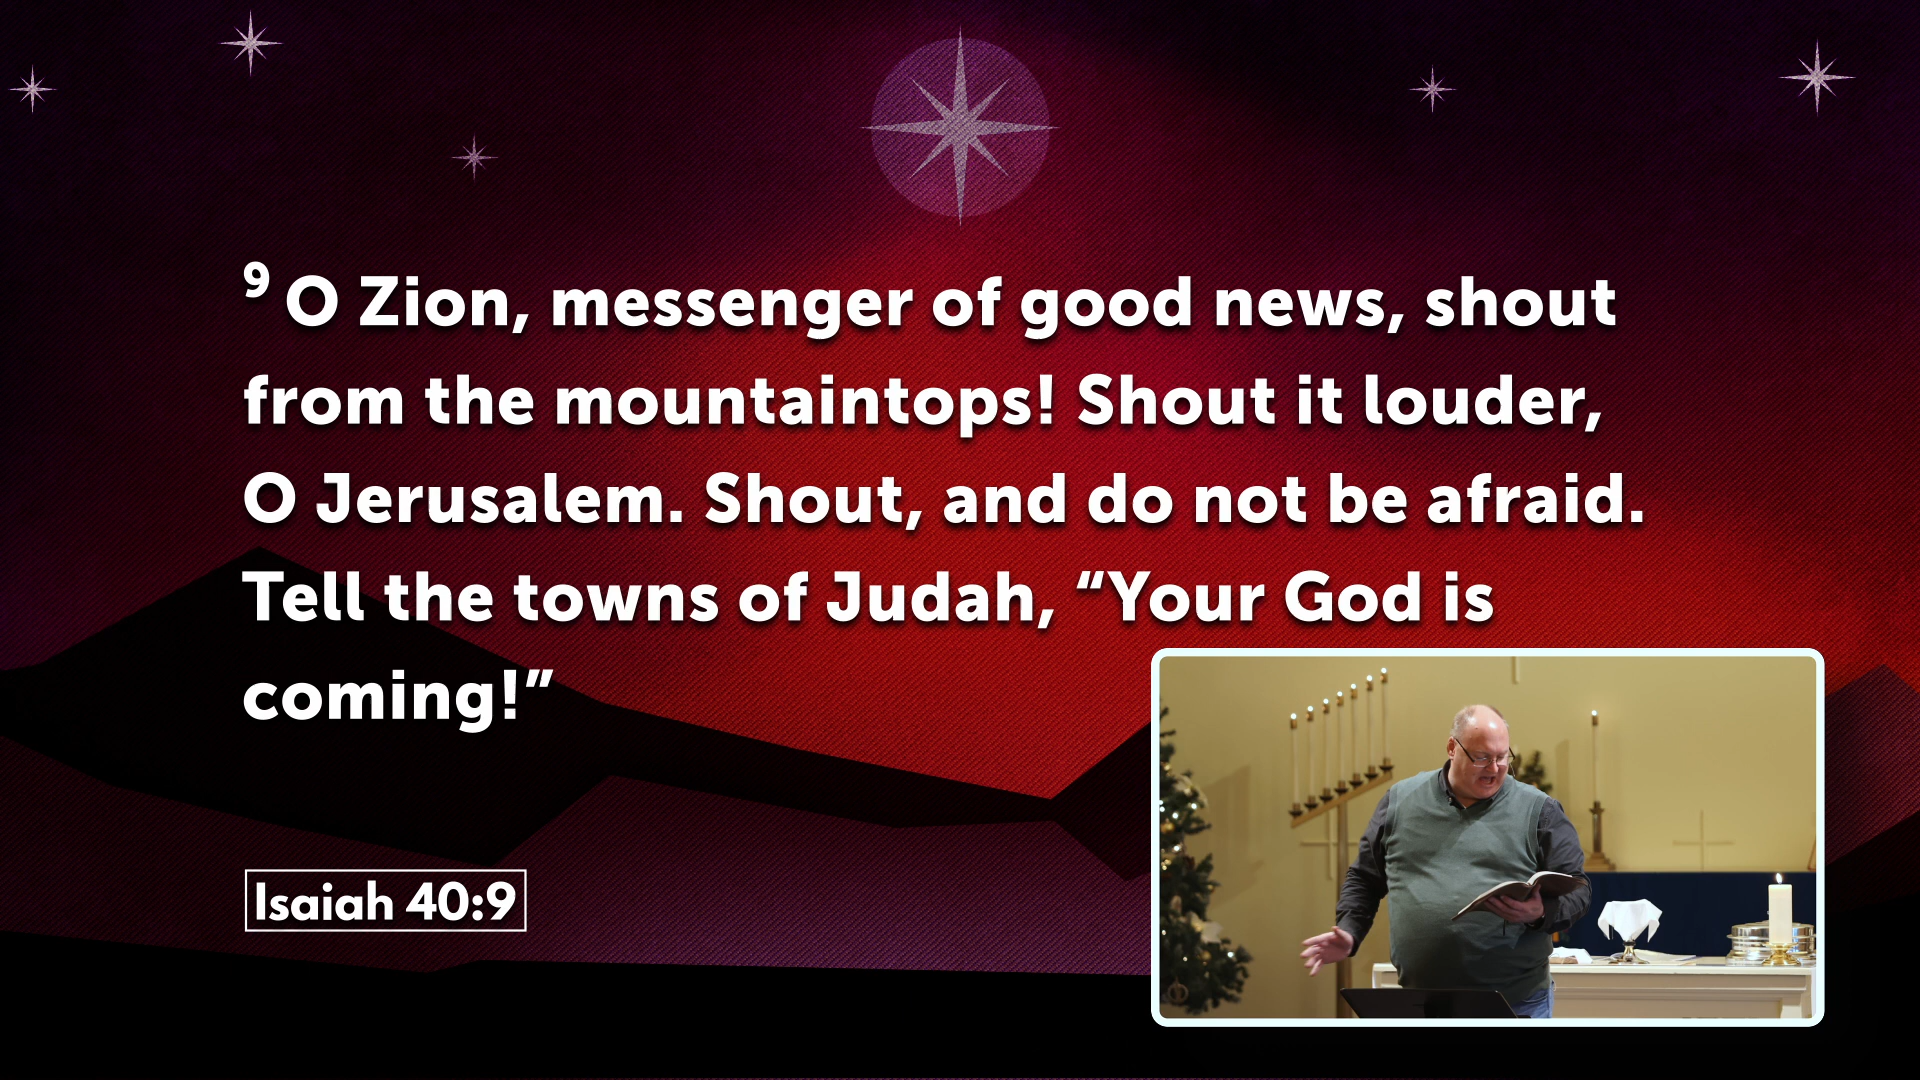 9 O Zion, messenger of good news, shout
from the mountaintops! Shout it louder,
O Jerusalem. Shout, and do not be afraid.
Tell the towns of Judah, “Your God is
coming!”
Isaiah 40:9